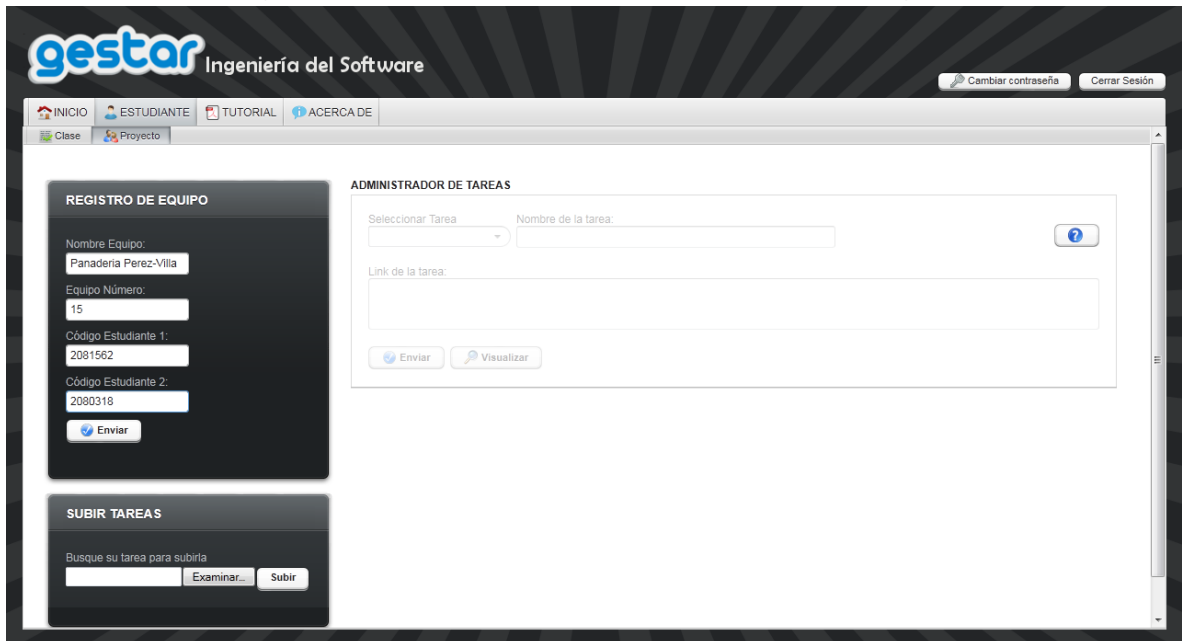 gestar Ingeniería del Software
Cambiar contraseña Cerrar Sesión
INICIO ESTUDIANTE TUTORIAL ACERCA DE
Clase Proyecto
REGISTRO DE EQUIPO
Nombre Equipo:
Panaderia Perez-Villa
Equipo Número:
15
Código Estudiante 1:
2081562
Código Estudiante 2:
2080318
Enviar
SUBIR TAREAS
Busque su tarea para subirla
Examinar... Subir
ADMINISTRADOR DE TAREAS
Seleccionar Tarea Nombre de la tarea:
?
Link de la tarea:
Enviar Visualizar